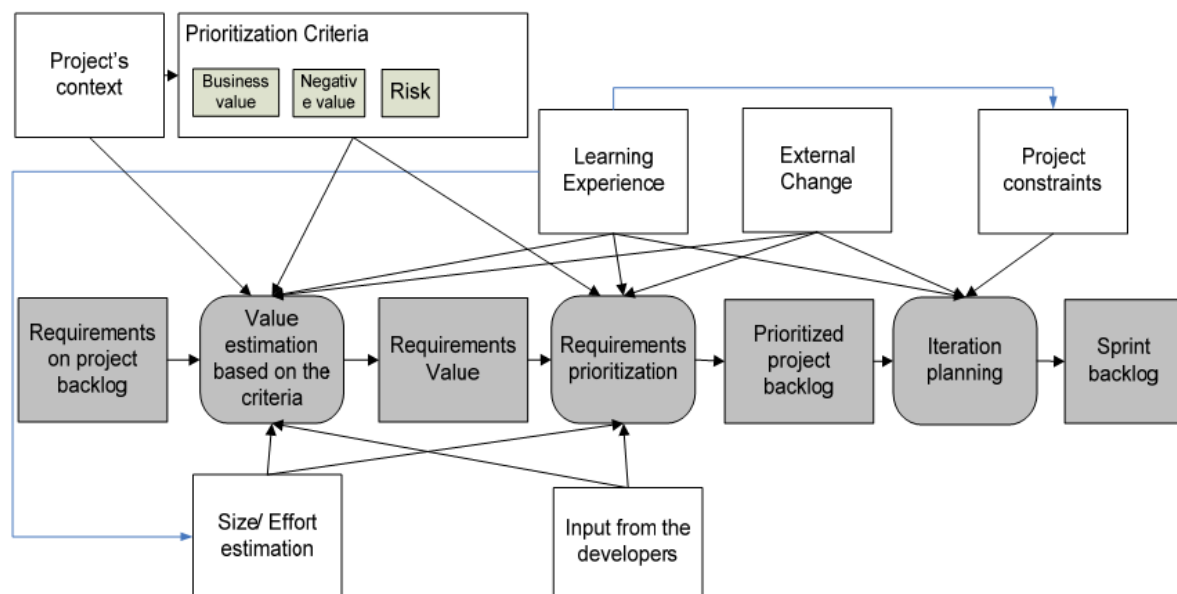 Project's
context
Prioritization Criteria
Business
value
Negativ
e value
Risk
Learning
Experience
External
Change
Project
constraints
Requirements
on project
backlog
Value
estimation
based on the
criteria
Requirements
Value
Requirements
prioritization
Prioritized
project
backlog
Iteration
planning
Sprint
backlog
Size/ Effort
estimation
Input from the
developers